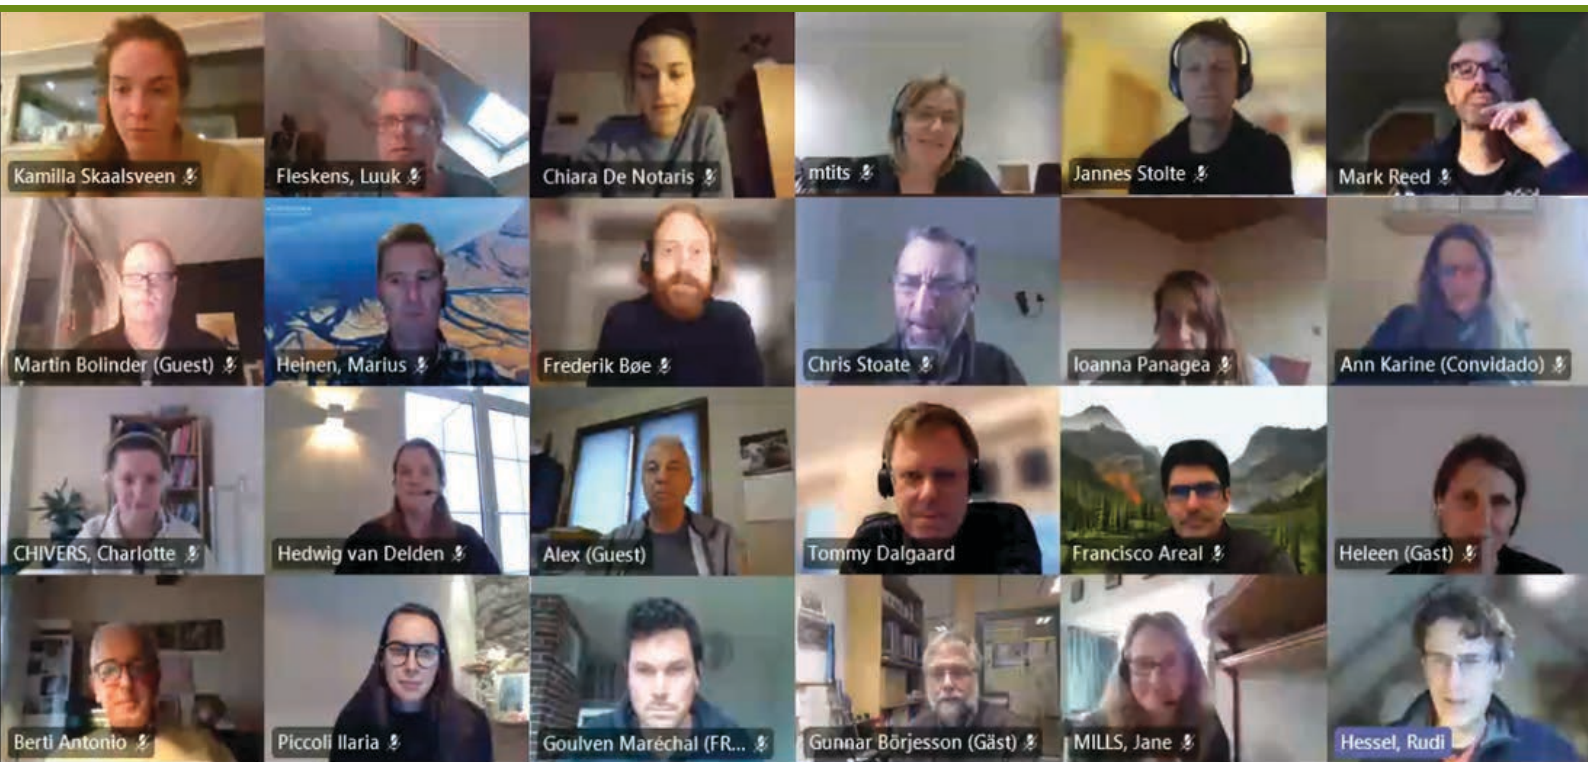 Kamilla Skaalsveen
Fleskens, Luuk
Chiara De Notaris
mtits
Jannes Stolte
Mark Reed
Martin Bolinder (Guest)
Heinen, Marius
Frederik Bøe
Chris Stoate
Ioanna Panagea
Ann Karine (Convidado)
CHIVERS, Charlotte
Hedwig van Delden
Alex (Guest)
Tommy Dalgaard
Francisco Areal
Heleen (Gast)
Berti Antonio
Piccoli Ilaria
Goulven Maréchal (FR...
Gunnar Börjesson (Gäst)
MILLS, Jane
Hessel, Rudi